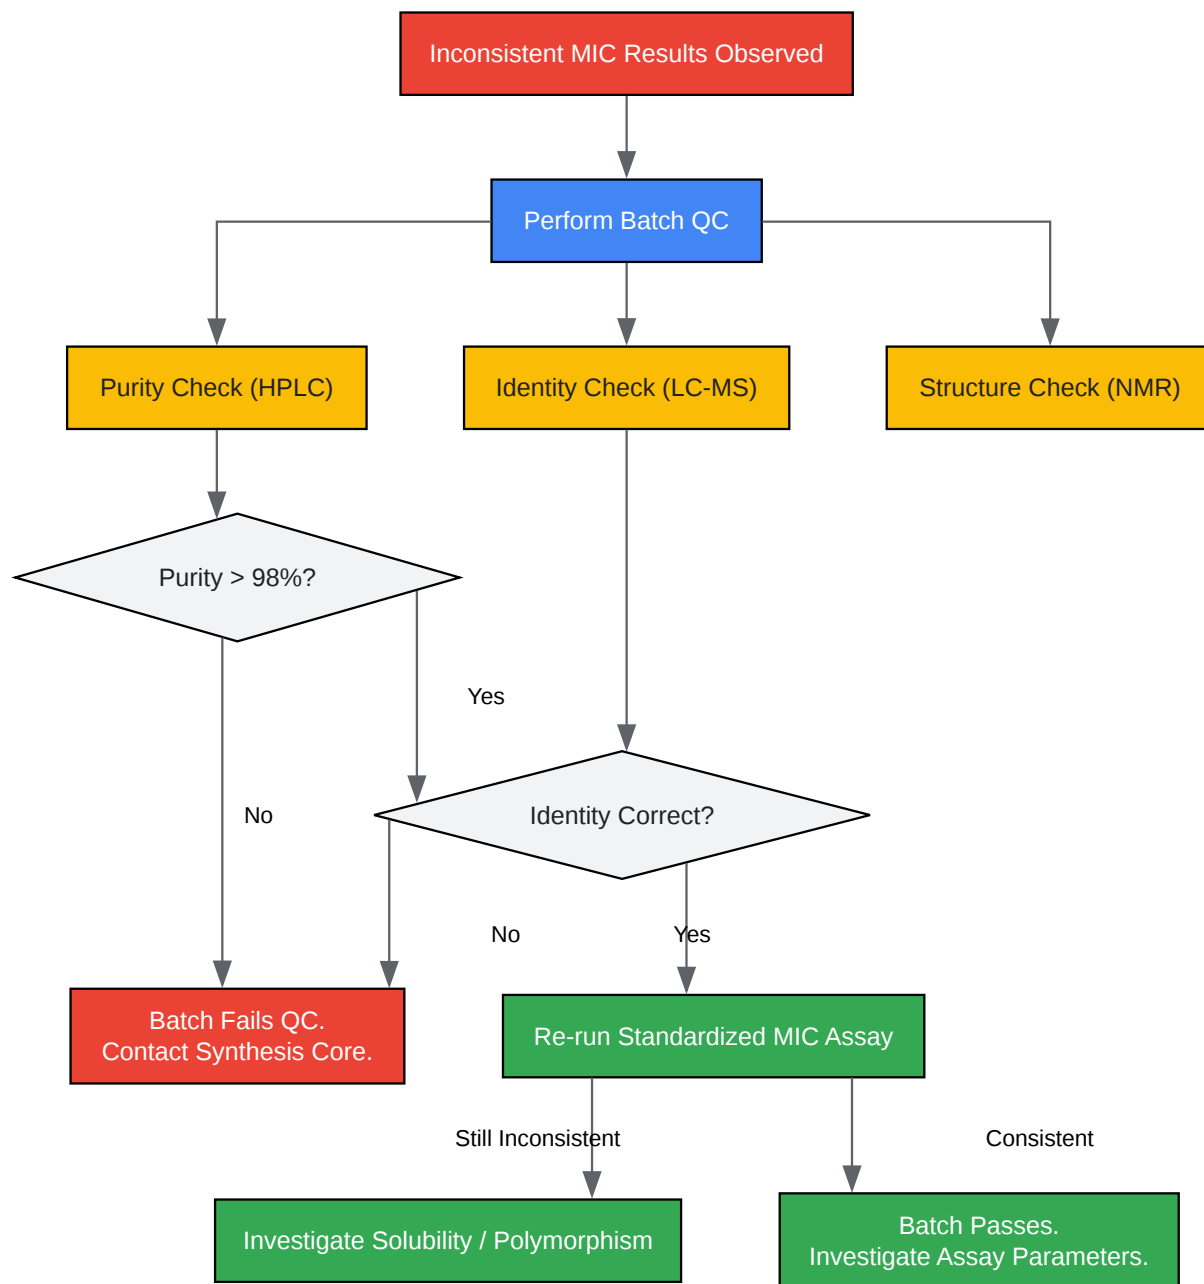 Inconsistent MIC Results Observed
Perform Batch QC
Purity Check (HPLC)
Identity Check (LC-MS)
Structure Check (NMR)
Purity > 98%?
Yes
No
Identity Correct?
No
Yes
Batch Fails QC.
Contact Synthesis Core.
Re-run Standardized MIC Assay
Still Inconsistent
Consistent
Investigate Solubility / Polymorphism
Batch Passes.
Investigate Assay Parameters.